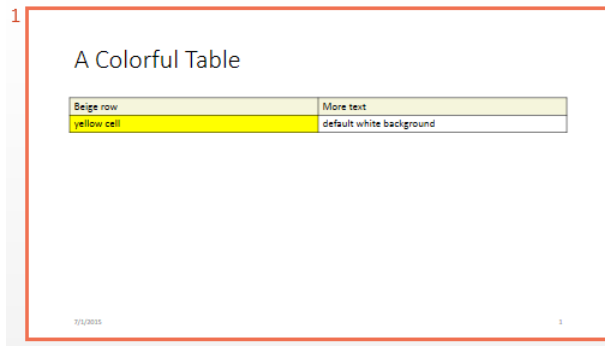 1
A Colorful Table
Beige row More text
yellow cell default white background
7/1/2015 1